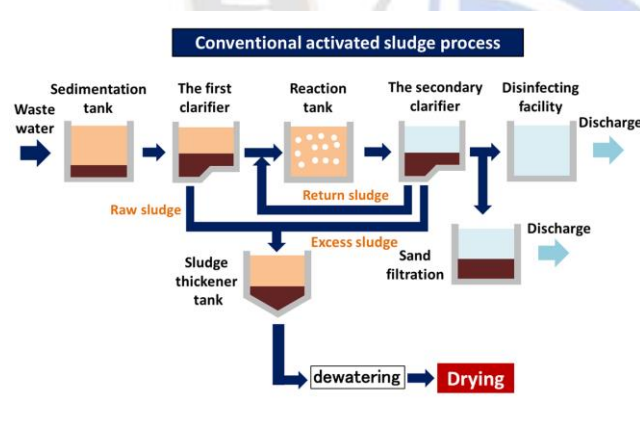 Conventional activated sludge process
Waste
water
Sedimentation
tank
The first
clarifier
Reaction
tank
The secondary
clarifier
Disinfecting
facility
Discharge
Raw sludge
Return sludge
Excess sludge
Sludge
thickener
tank
Sand
filtration
Discharge
dewatering
Drying